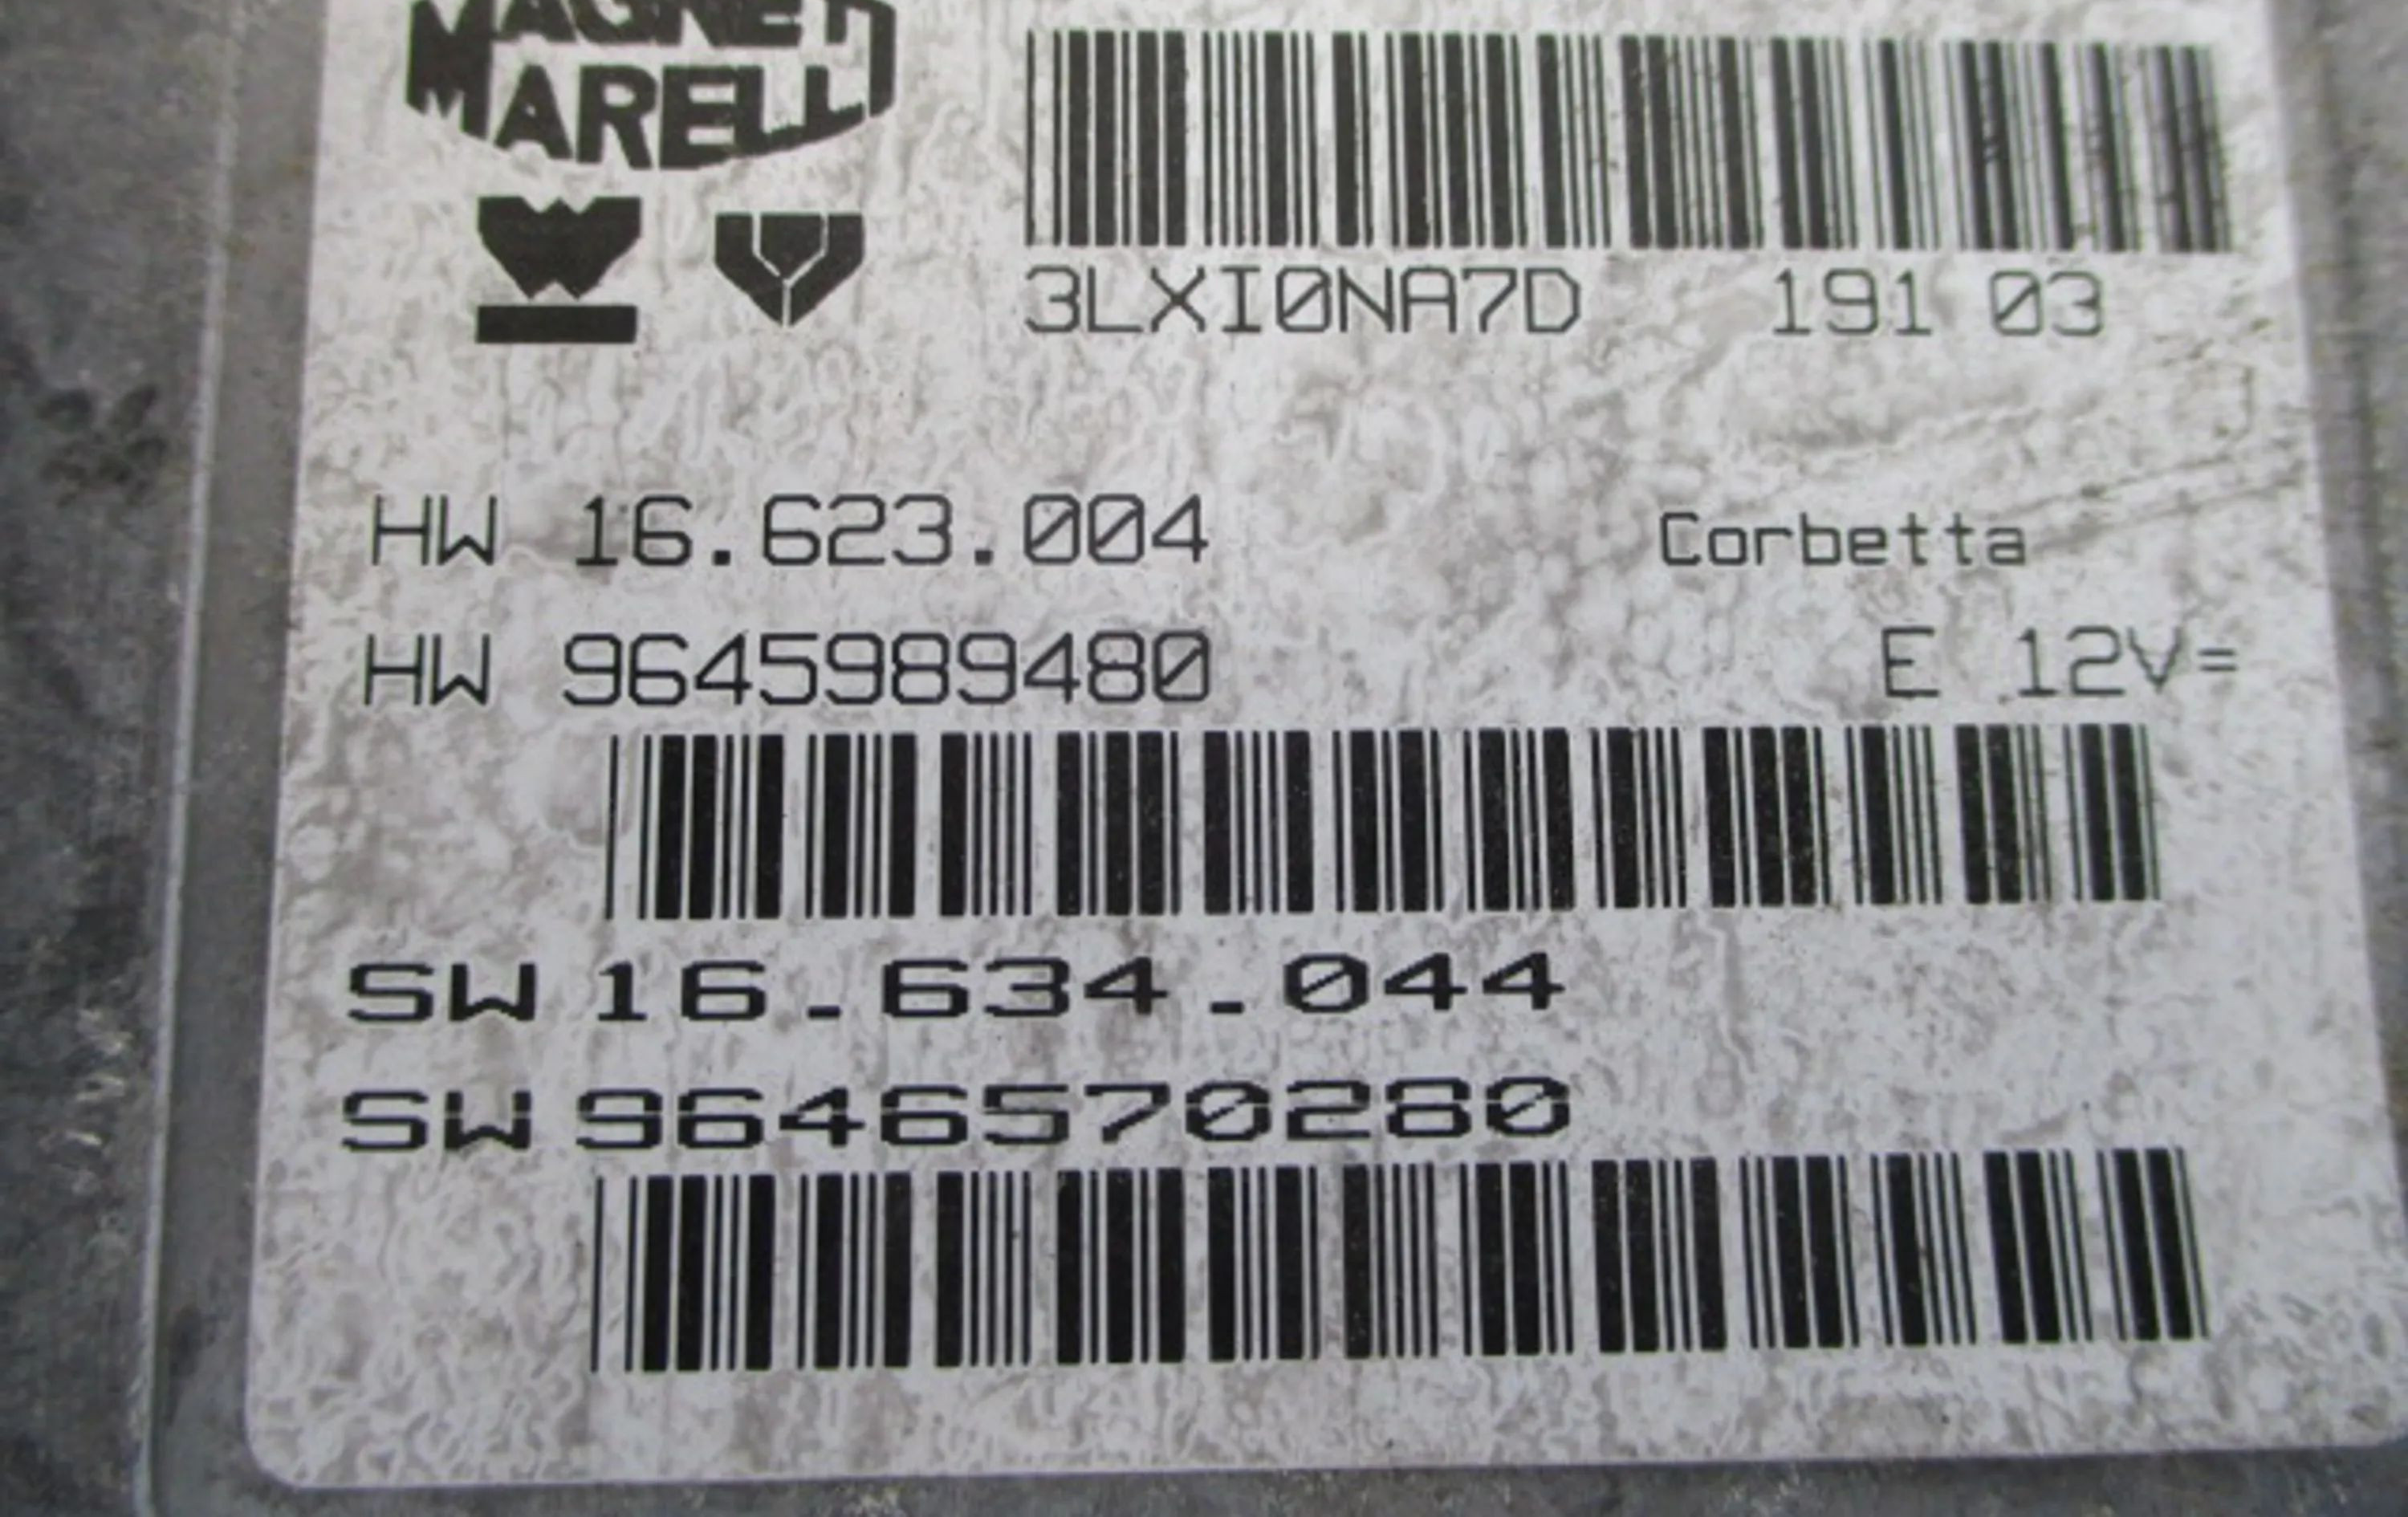 MAGNETI
MARELLI
3LXI0NA7D 191 03
HW 16.623.004 Corbetta
HW 9645989480 E 12V=
SW 16.634.044
SW 9646570280